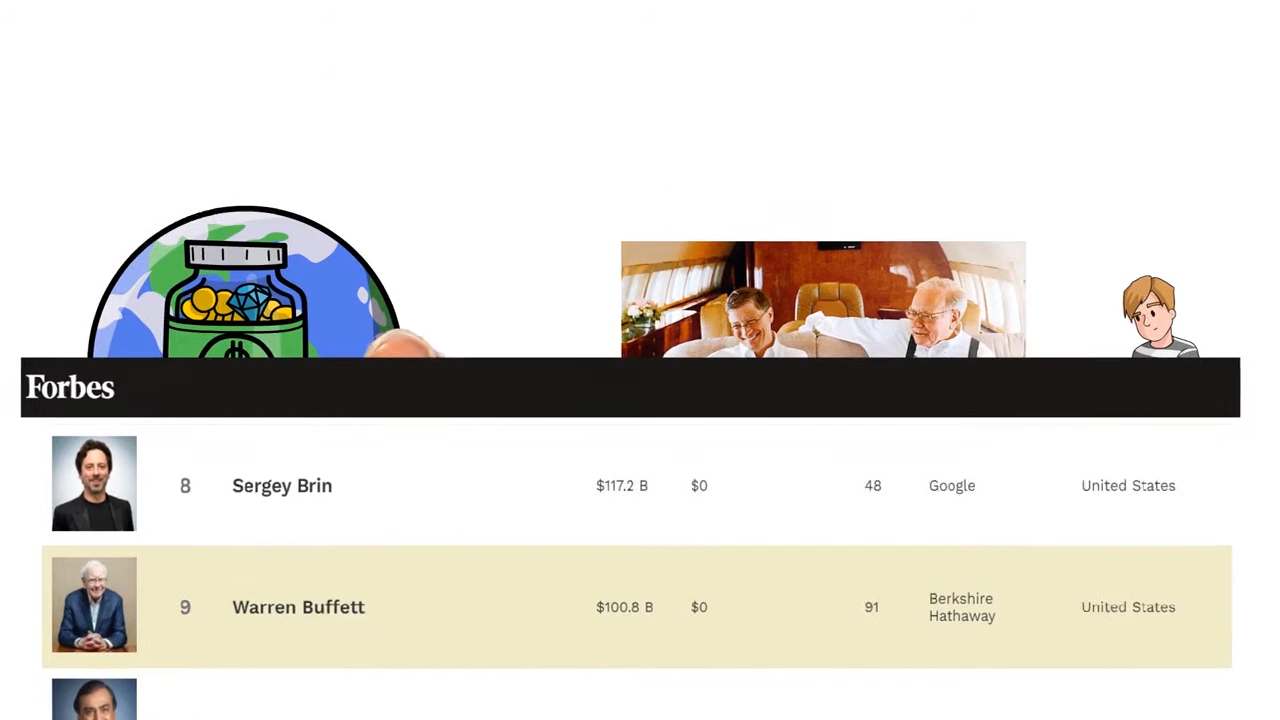 Forbes
8 Sergey Brin $117.2 B $0 48 Google United States
9 Warren Buffett $100.8 B $0 91 Berkshire Hathaway United States